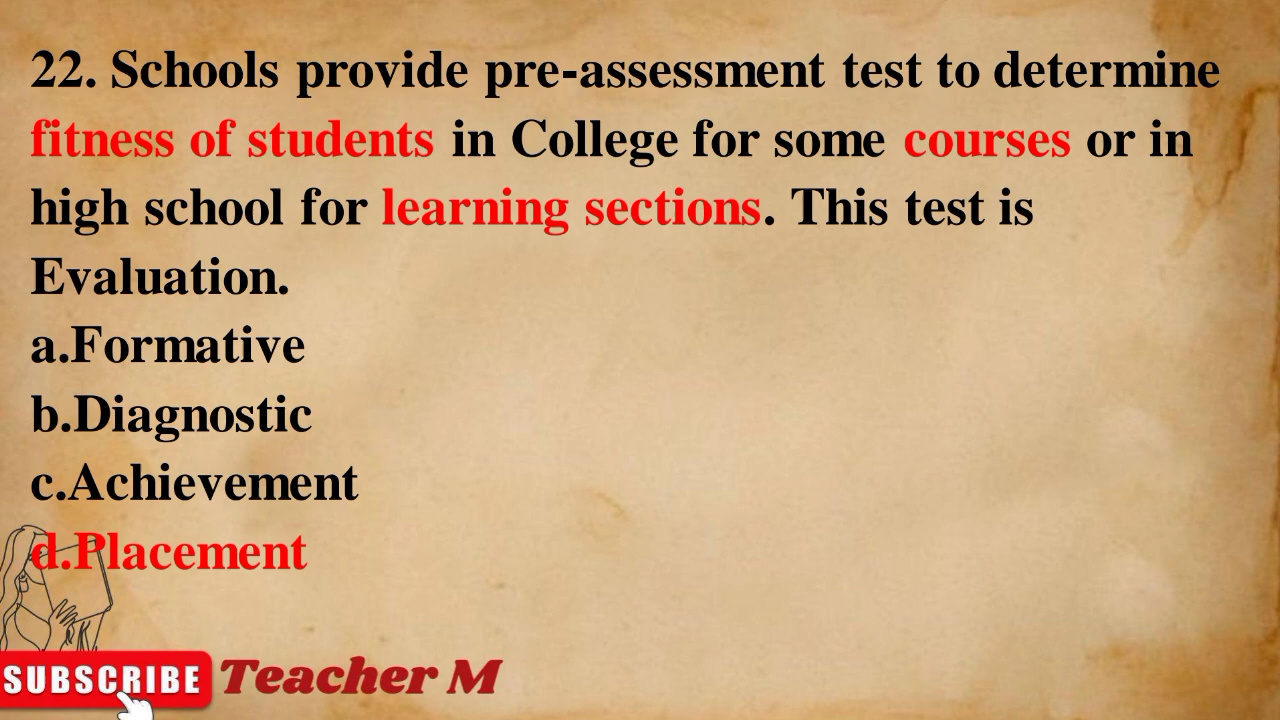 22. Schools provide pre-assessment test to determine
fitness of students in College for some courses or in
high school for learning sections. This test is
Evaluation.
a.Formative
b.Diagnostic
c.Achievement
d.Placement
SUBSCRIBE Teacher M